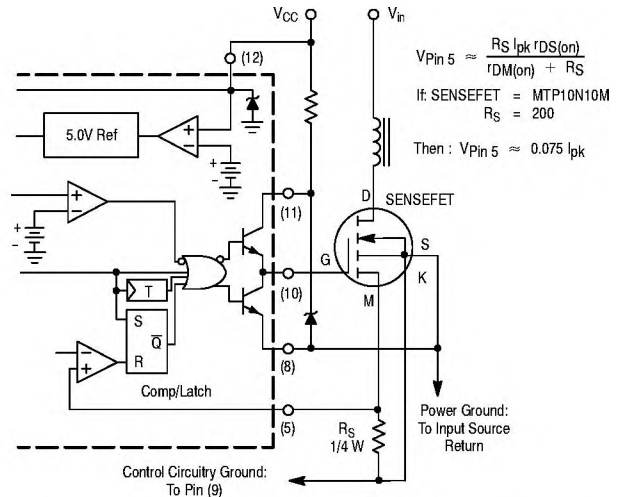 VCC
Vin
(12)
VPin 5 ≈ RS Ipk rDS(on)
rDM(on) + RS
If: SENSEFET = MTP10N10M
RS = 200
Then : VPin 5 ≈ 0.075 Ipk
5.0V Ref
+
-
+
-
+
-
+
-
D
SENSEFET
(11)
G
S
K
M
(10)
T
S
Q
R
-
+
(8)
Comp/Latch
(5)
RS
1/4 W
Power Ground:
To Input Source
Return
Control Circuitry Ground:
To Pin (9)